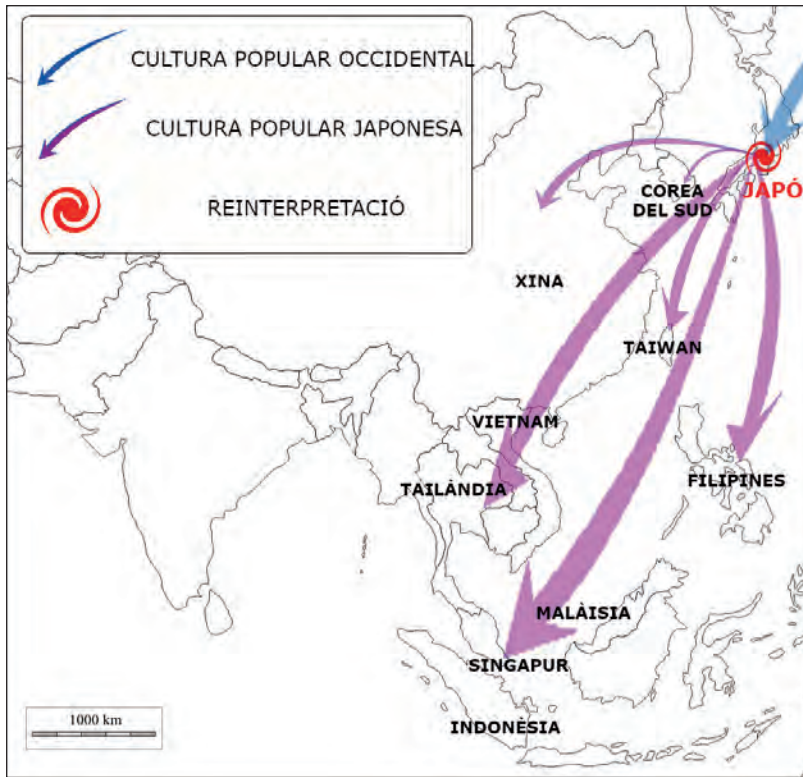 CULTURA POPULAR OCCIDENTAL
CULTURA POPULAR JAPONESA
REINTERPRETACIÓ
COREA
DEL SUD
JAPÓ
XINA
TAIWAN
VIETNAM
TAILÀNDIA
FILIPINES
MALÀISIA
SINGAPUR
INDONÈSIA
1000 km